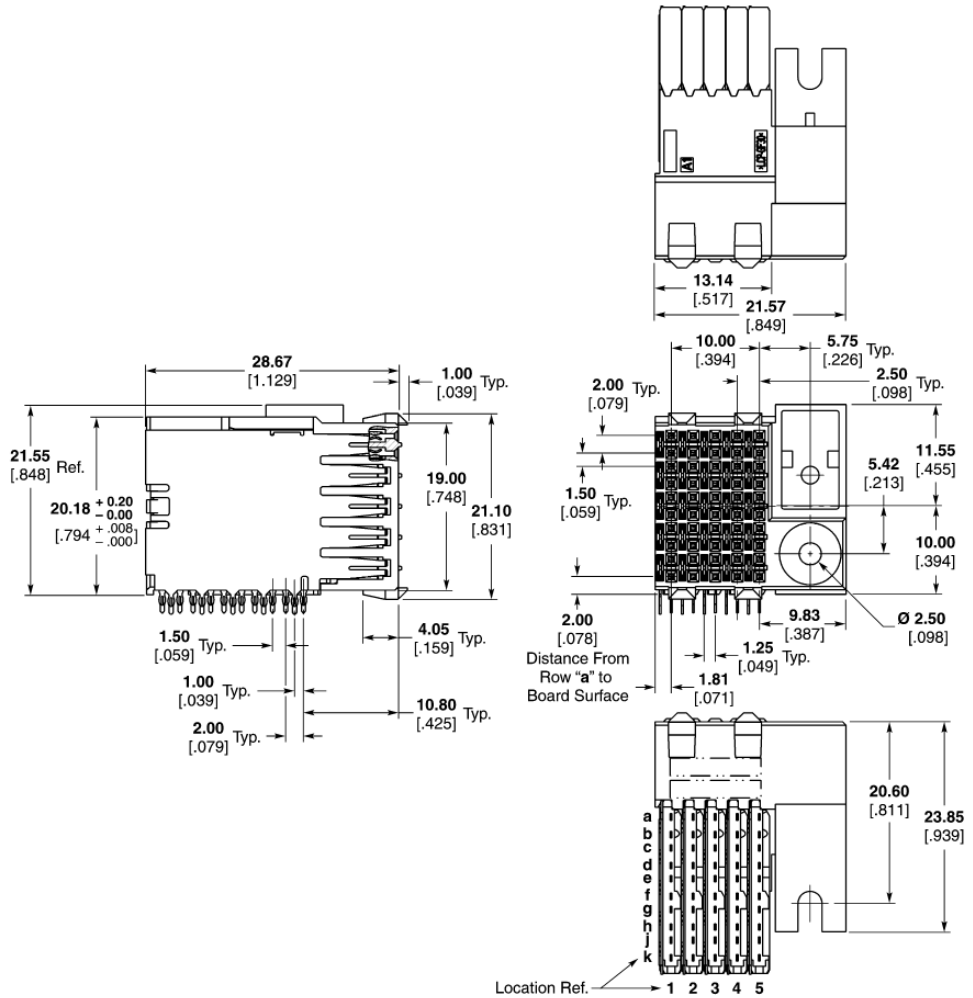 A1
>LCP-GF30<
13.14
[.517]
21.57
[.849]
28.67
[1.129]
1.00
[.039] Typ.
21.55
[.848] Ref.
20.18 + 0.20
- 0.00
[.794 + .008
- .000]
19.00
[.748]
21.10
[.831]
1.50
[.059] Typ.
4.05
[.159]
1.00
[.039] Typ.
10.80
[.425] Typ.
2.00
[.079] Typ.
10.00
[.394]
5.75
[.226] Typ.
2.00
[.079] Typ.
2.50
[.098] Typ.
11.55
[.455]
5.42
[.213]
1.50
[.059] Typ.
10.00
[.394]
2.00
[.078]
Distance From
Row "a" to
Board Surface
9.83
[.387]
Ø 2.50
[.098]
1.25
[.049] Typ.
1.81
[.071]
20.60
[.811]
23.85
[.939]
a
b
c
d
e
f
g
h
j
k
Location Ref. 1 2 3 4 5